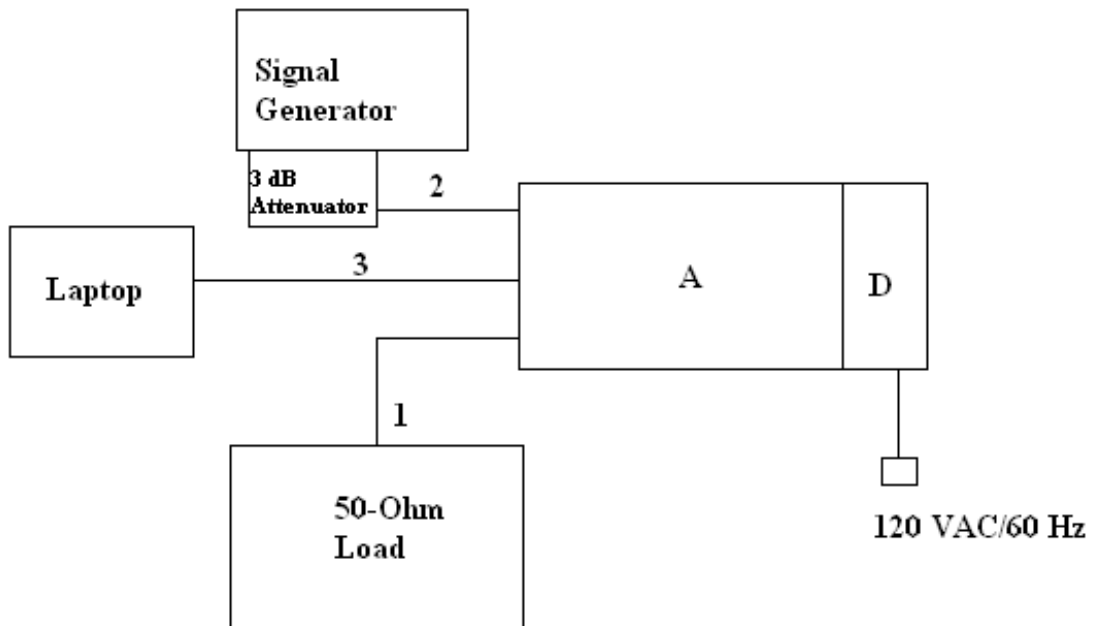 Signal
Generator
3 dB
Attenuator
2
3
Laptop
A
D
1
50-Ohm
Load
120 VAC/60 Hz